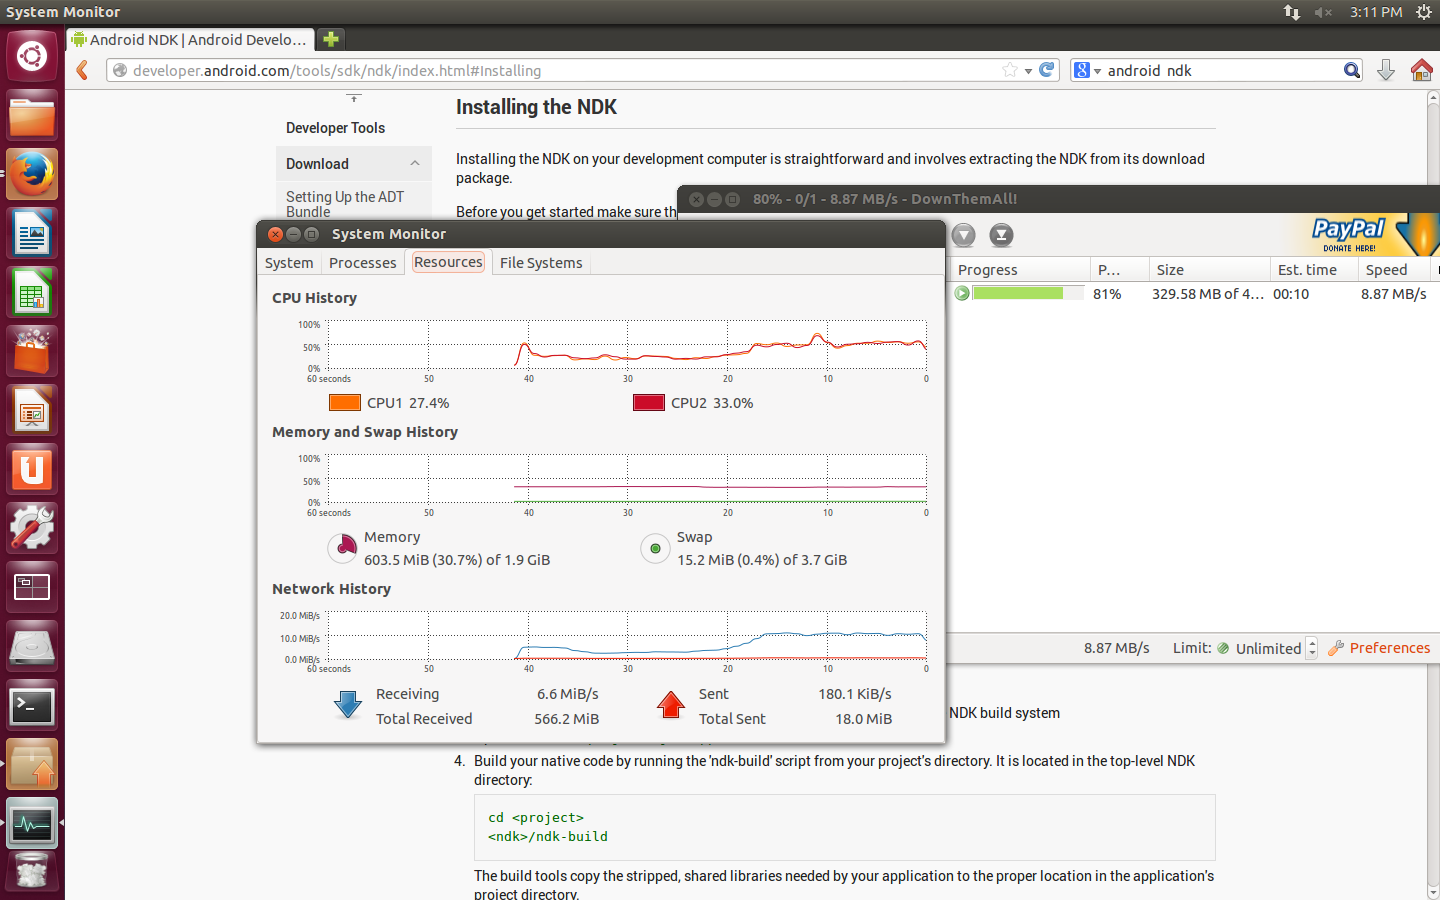 System Monitor
3:11 PM
Android NDK | Android Develo...
developer.android.com/tools/sdk/ndk/index.html#Installing
android ndk
Developer Tools
Download
Setting Up the ADT
Bundle
Installing the NDK
Installing the NDK on your development computer is straightforward and involves extracting the NDK from its download
package.
Before you get started make sure th
80% - 0/1 - 8.87 MB/s - DownThemAll!
PayPal
DONATE HERE!
Progress P... Size Est. time Speed
81% 329.58 MB of 4... 00:10 8.87 MB/s
8.87 MB/s Limit: Unlimited Preferences
System Monitor
System Processes Resources File Systems
CPU History
100%
50%
0%
60 seconds 50 40 30 20 10 0
CPU1 27.4% CPU2 33.0%
Memory and Swap History
100%
50%
0%
60 seconds 50 40 30 20 10 0
Memory
603.5 MiB (30.7%) of 1.9 GiB
Swap
15.2 MiB (0.4%) of 3.7 GiB
Network History
20.0 MiB/s
10.0 MiB/s
0.0 MiB/s
60 seconds 50 40 30 20 10 0
Receiving 6.6 MiB/s
Total Received 566.2 MiB
Sent 180.1 KiB/s
Total Sent 18.0 MiB
NDK build system
4. Build your native code by running the 'ndk-build' script from your project's directory. It is located in the top-level NDK
directory:
cd <project>
<ndk>/ndk-build
The build tools copy the stripped, shared libraries needed by your application to the proper location in the application's
project directory.